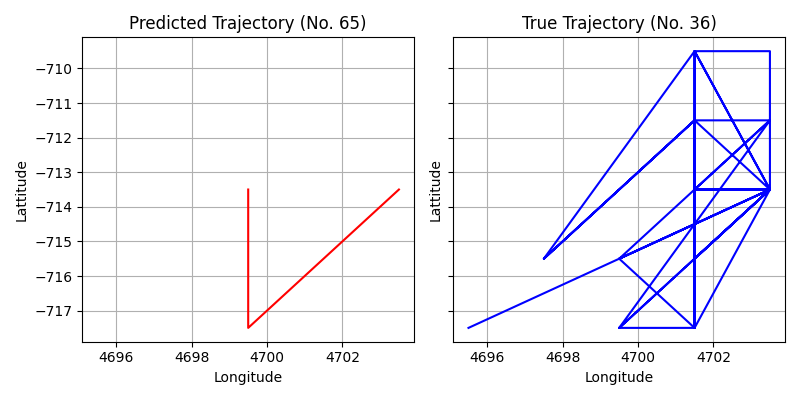 Predicted Trajectory (No. 65)
True Trajectory (No. 36)
Lattitude
−710
−711
−712
−713
−714
−715
−716
−717
4696
4698
4700
4702
Longitude
Lattitude
4696
4698
4700
4702
Longitude